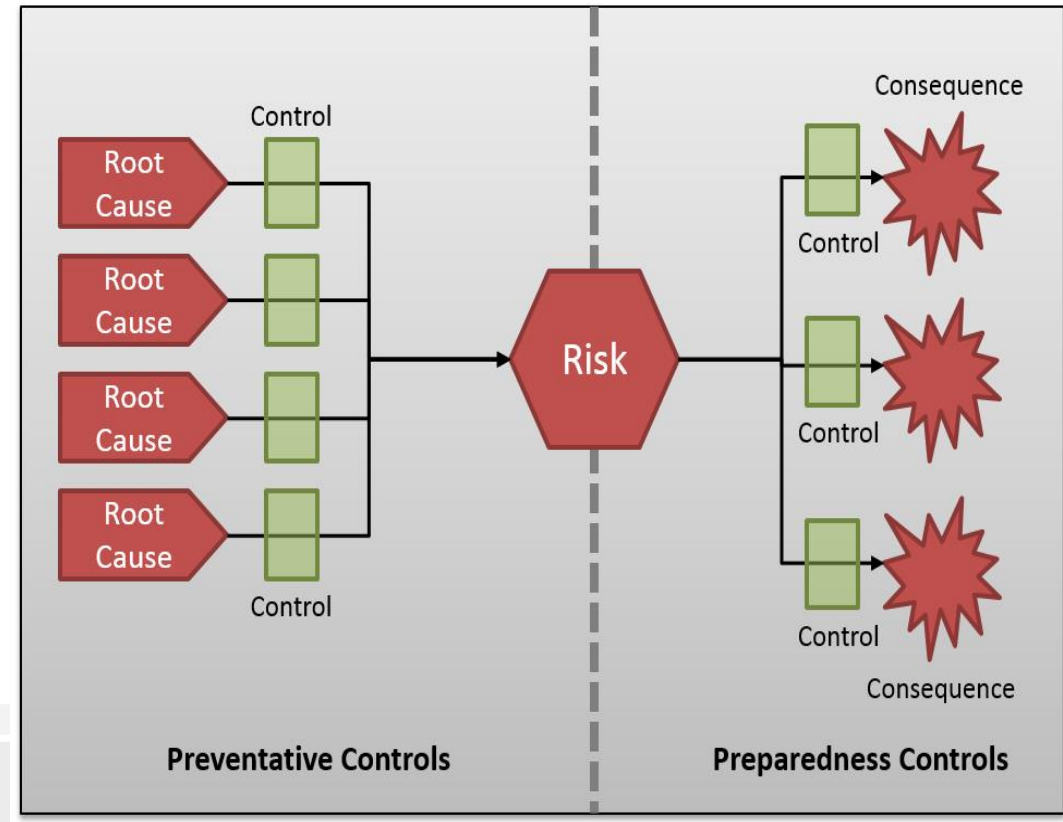 Control
Root
Cause
Root
Cause
Root
Cause
Root
Cause
Control
Risk
Consequence
Control
Control
Control
Consequence
Preventative Controls
Preparedness Controls